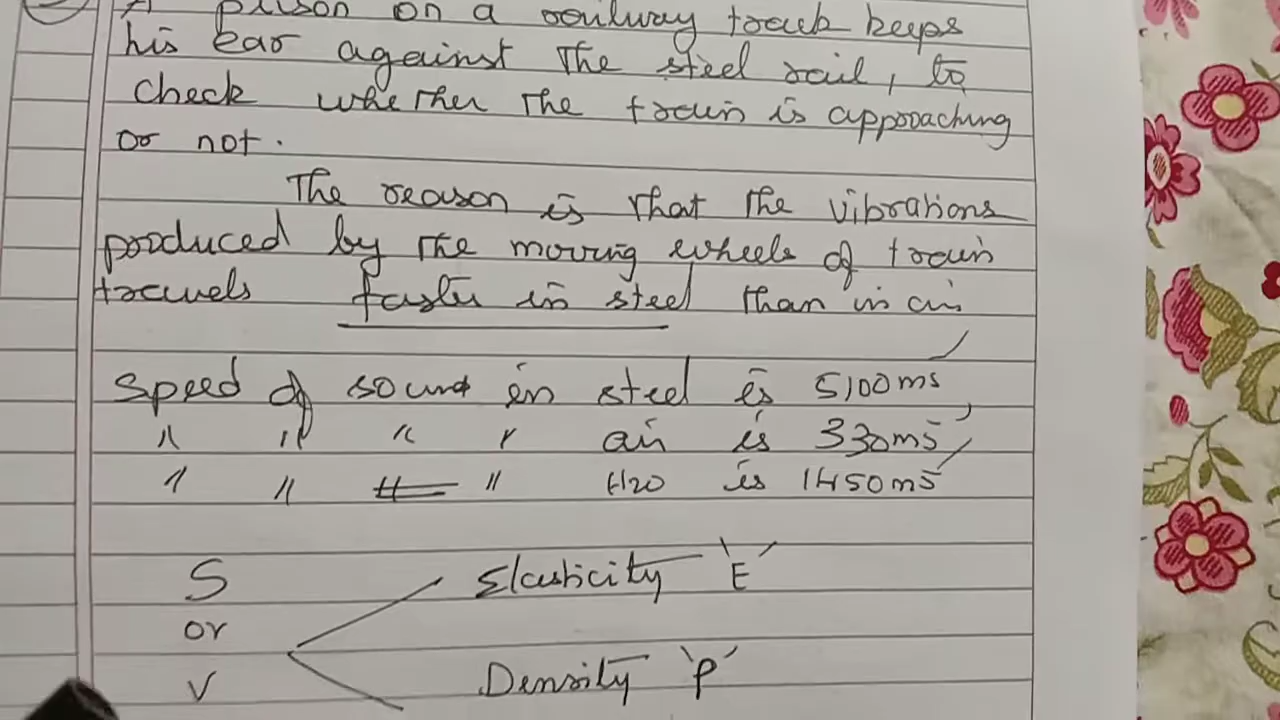 A person on a railway track keeps
his ear against the steel rail, to
check whether the train is approaching
or not.
The reason is that the vibrations
produced by the moving wheels of train
travels faster in steel than in air
Speed of sound in steel is 5100ms
" " " " air is 330ms
" " " " H20 is 1450ms
S
or
V
Elasticity 'E'
Density 'P'